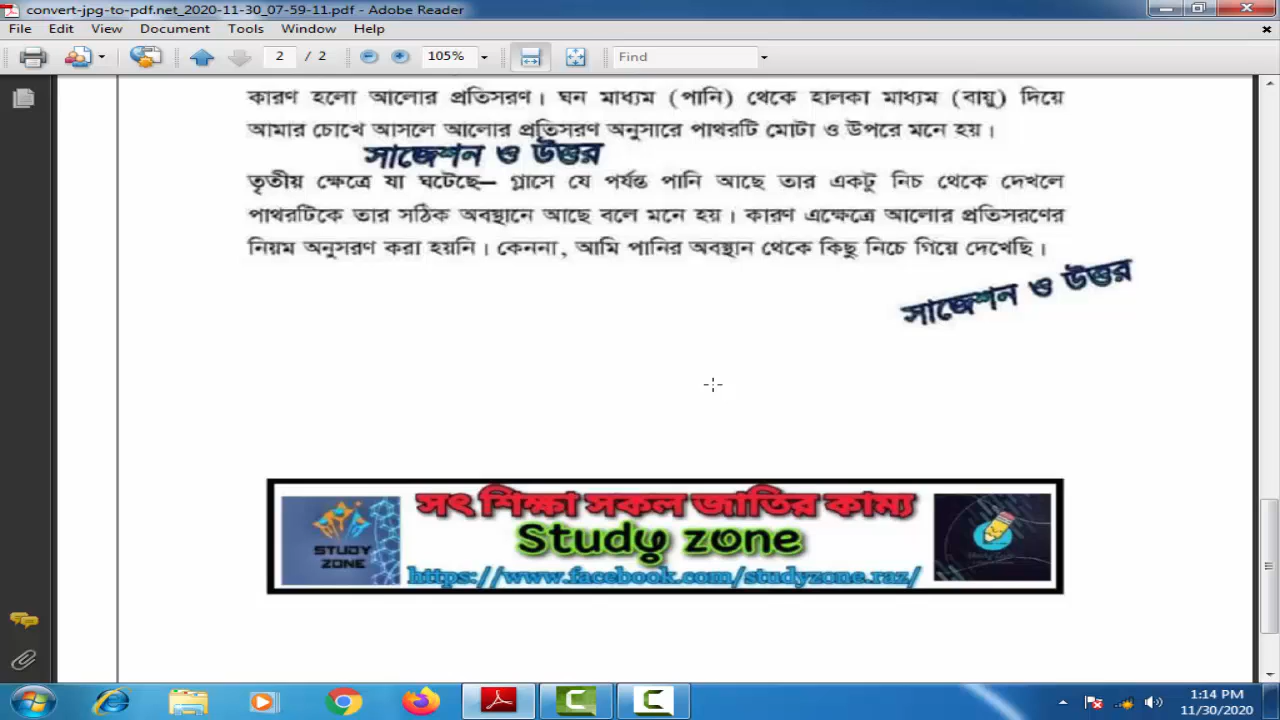 convert-jpg-to-pdf.net_2020-11-30_07-59-11.pdf - Adobe Reader
File Edit View Document Tools Window Help
2 / 2 105% Find
কারণ হলো আলোর প্রতিসরণ। ঘন মাধ্যম (পানি) থেকে হালকা মাধ্যম (বায়ু) দিয়ে
আমার চোখে আসলে আলোর প্রতিসরণ অনুসারে পাথরটি মোটা ও উপরে মনে হয়।
সাজেশন ও উত্তর
তৃতীয় ক্ষেত্রে যা ঘটেছে– গ্লাসে যে পর্যন্ত পানি আছে তার একটু নিচ থেকে দেখলে
পাথরটিকে তার সঠিক অবস্থানে আছে বলে মনে হয়। কারণ এক্ষেত্রে আলোর প্রতিসরণের
নিয়ম অনুসরণ করা হয়নি। কেননা, আমি পানির অবস্থান থেকে কিছু নিচে গিয়ে দেখেছি।
সাজেশন ও উত্তর
সৎ শিক্ষা সকল জাতির কাম্য
Study zone
https://www.facebook.com/studyzone.raz/
STUDY
ZONE
1:14 PM
11/30/2020